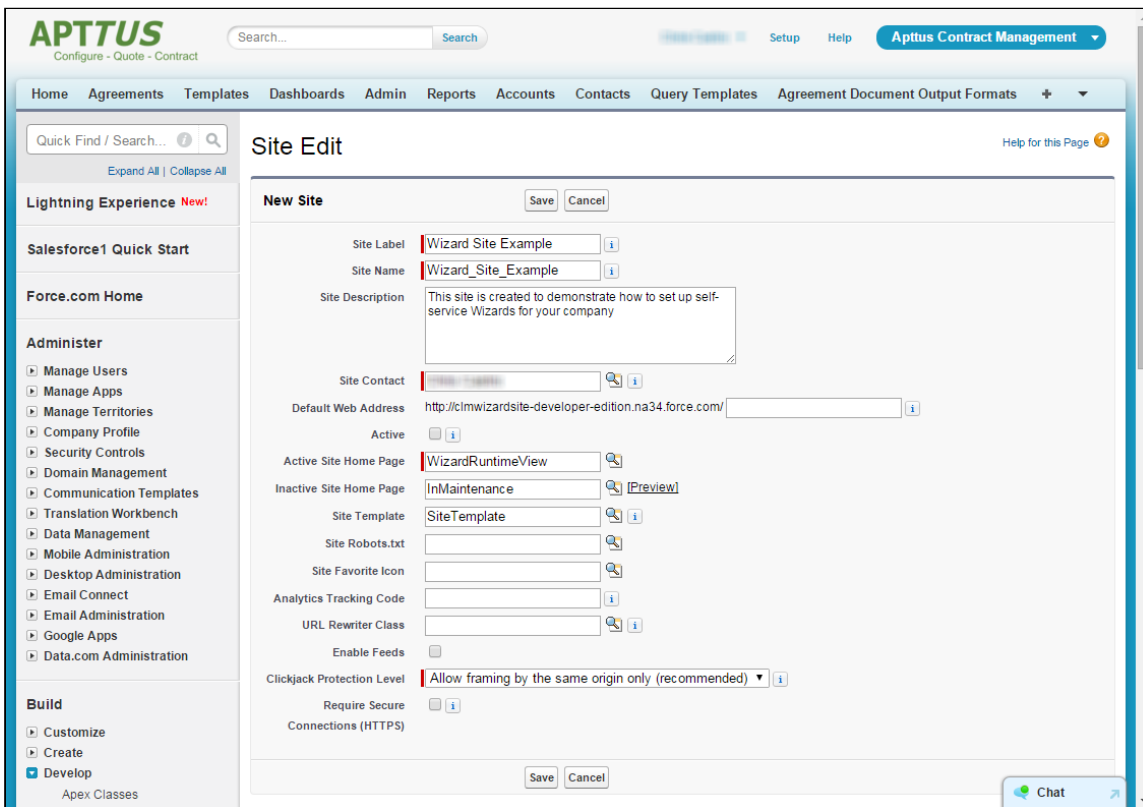 APTTUS
Configure - Quote - Contract
Search...
Search
Setup
Help
Apttus Contract Management
Home Agreements Templates Dashboards Admin Reports Accounts Contacts Query Templates Agreement Document Output Formats +
Quick Find / Search...
Expand All | Collapse All
Lightning Experience New!
Salesforce1 Quick Start
Force.com Home
Administer
Manage Users
Manage Apps
Manage Territories
Company Profile
Security Controls
Domain Management
Communication Templates
Translation Workbench
Data Management
Mobile Administration
Desktop Administration
Email Connect
Email Administration
Google Apps
Data.com Administration
Build
Customize
Create
Develop
Apex Classes
Site Edit
Help for this Page ?
New Site
Save Cancel
Site Label Wizard Site Example
Site Name Wizard_Site_Example
Site Description This site is created to demonstrate how to set up self-
service Wizards for your company
Site Contact
Default Web Address http://clmwizardsite-developer-edition.na34.force.com/
Active
Active Site Home Page WizardRuntimeView
Inactive Site Home Page InMaintenance [Preview]
Site Template SiteTemplate
Site Robots.txt
Site Favorite Icon
Analytics Tracking Code
URL Rewriter Class
Enable Feeds
Clickjack Protection Level Allow framing by the same origin only (recommended)
Require Secure
Connections (HTTPS)
Save Cancel
Chat